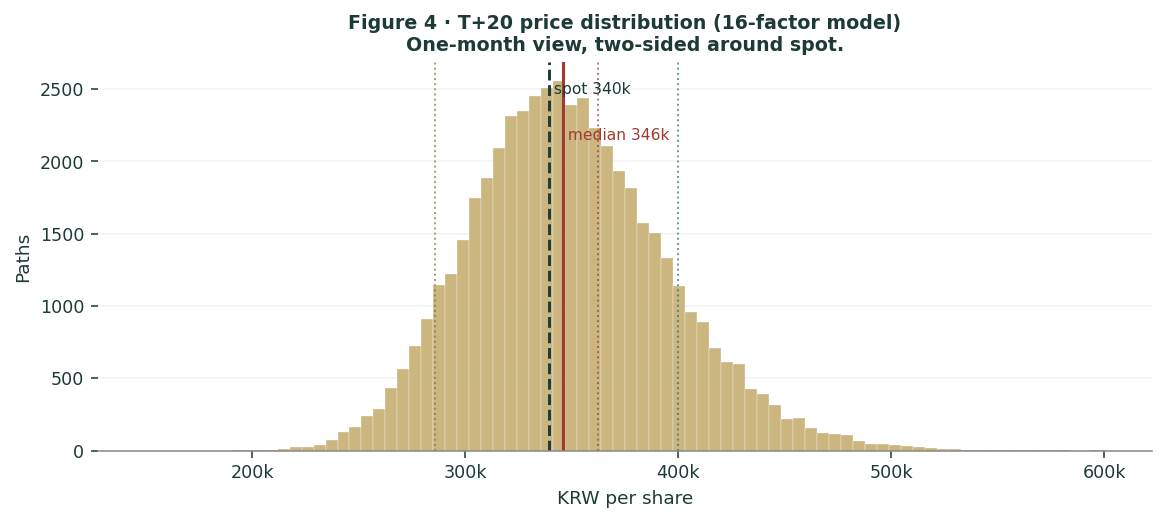 Figure 4 · T+20 price distribution (16-factor model)
One-month view, two-sided around spot.
2500
2000
1500
1000
500
0
Paths
spot 340k
median 346k
200k
300k
400k
500k
600k
KRW per share